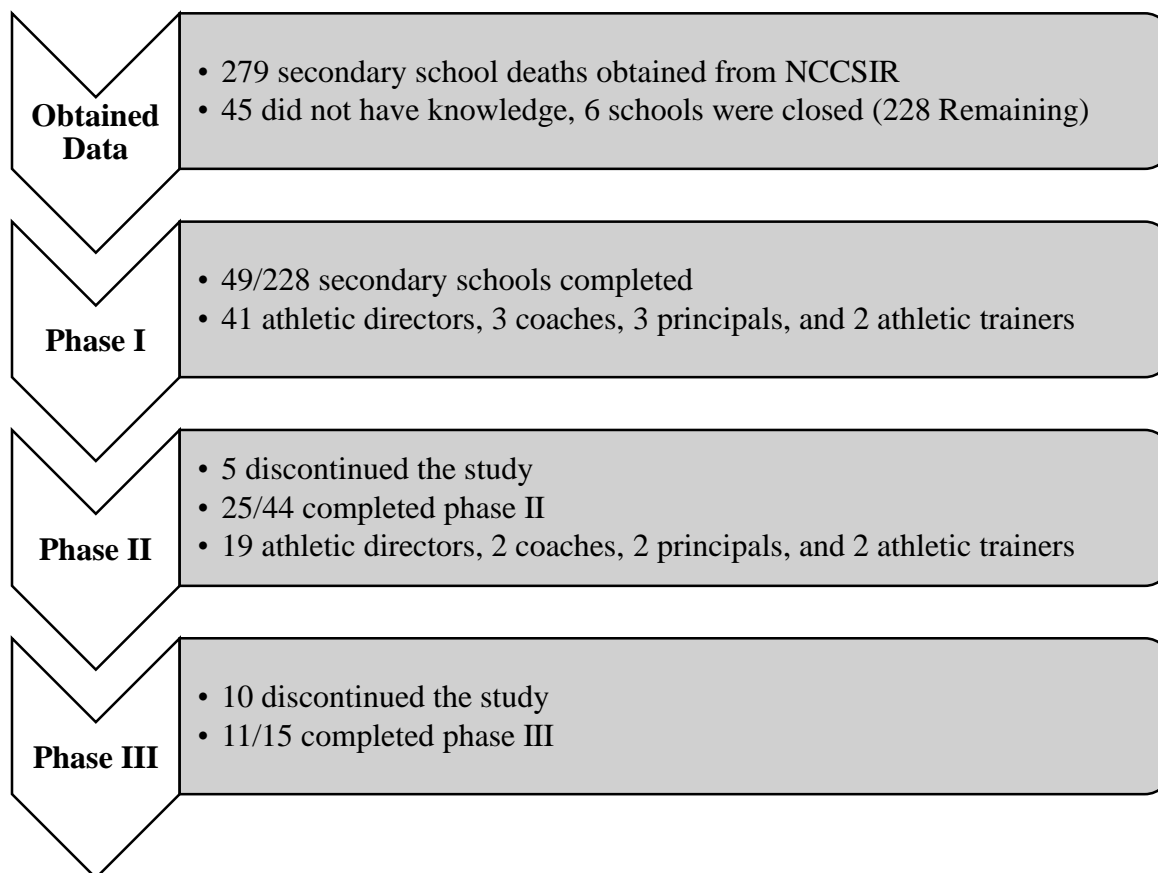 Obtained
Data
• 279 secondary school deaths obtained from NCCSIR
• 45 did not have knowledge, 6 schools were closed (228 Remaining)
Phase I
• 49/228 secondary schools completed
• 41 athletic directors, 3 coaches, 3 principals, and 2 athletic trainers
Phase II
• 5 discontinued the study
• 25/44 completed phase II
• 19 athletic directors, 2 coaches, 2 principals, and 2 athletic trainers
Phase III
• 10 discontinued the study
• 11/15 completed phase III